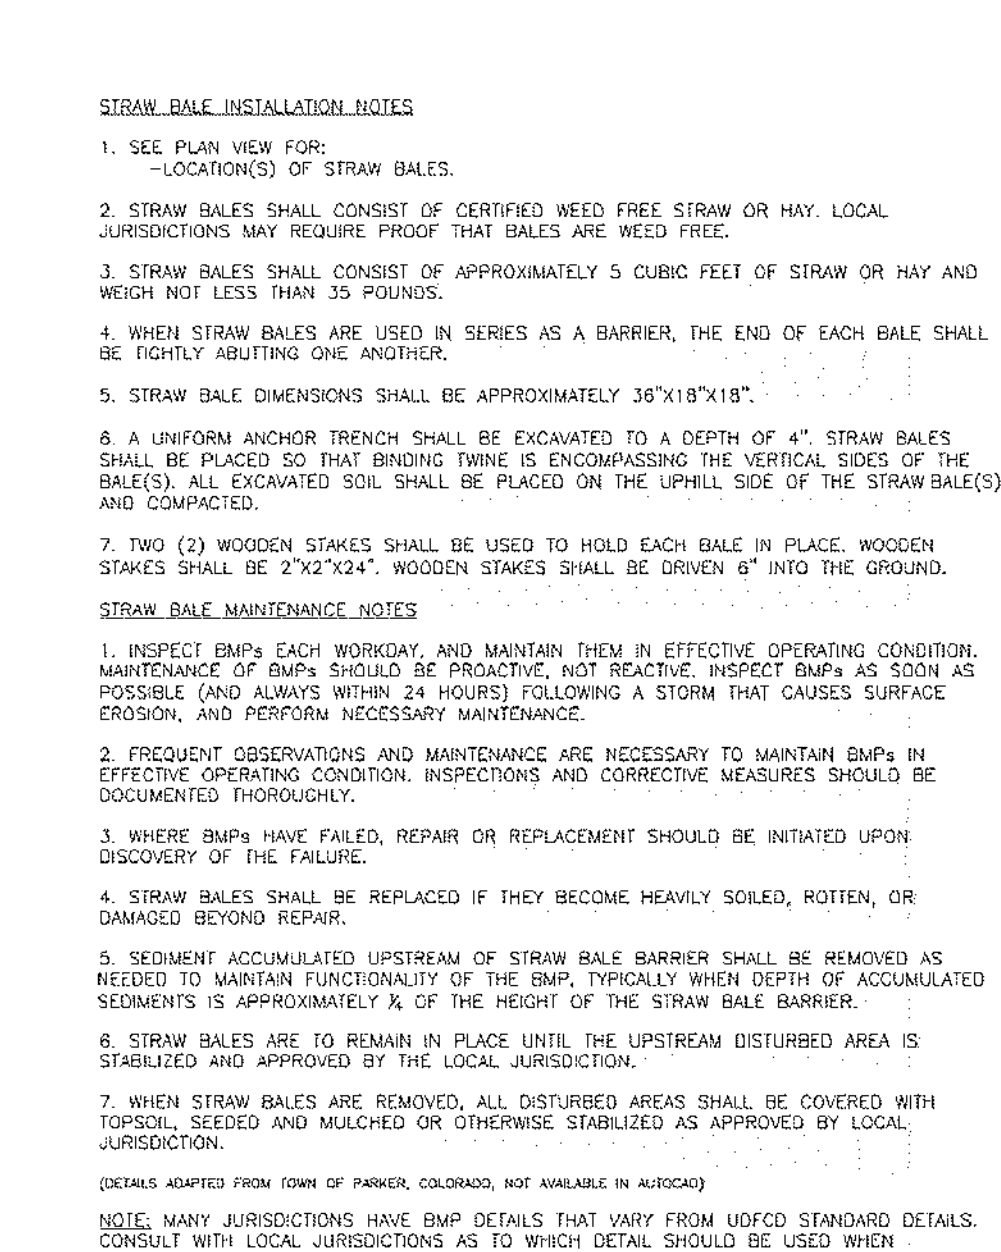 STRAW BALE INSTALLATION NOTES
1. SEE PLAN VIEW FOR:
-LOCATION(S) OF STRAW BALES.
2. STRAW BALES SHALL CONSIST OF CERTIFIED WEED FREE STRAW OR HAY. LOCAL
JURISDICTIONS MAY REQUIRE PROOF THAT BALES ARE WEED FREE.
3. STRAW BALES SHALL CONSIST OF APPROXIMATELY 5 CUBIC FEET OF STRAW OR HAY AND
WEIGH NOT LESS THAN 35 POUNDS.
4. WHEN STRAW BALES ARE USED IN SERIES AS A BARRIER, THE END OF EACH BALE SHALL
BE TIGHTLY ABUTTING ONE ANOTHER.
5. STRAW BALE DIMENSIONS SHALL BE APPROXIMATELY 36"X18"X18".
6. A UNIFORM ANCHOR TRENCH SHALL BE EXCAVATED TO A DEPTH OF 4". STRAW BALES
SHALL BE PLACED SO THAT BINDING TWINE IS ENCOMPASSING THE VERTICAL SIDES OF THE
BALE(S). ALL EXCAVATED SOIL SHALL BE PLACED ON THE UPHILL SIDE OF THE STRAW BALE(S)
AND COMPACTED.
7. TWO (2) WOODEN STAKES SHALL BE USED TO HOLD EACH BALE IN PLACE. WOODEN
STAKES SHALL BE 2"X2"X24". WOODEN STAKES SHALL BE DRIVEN 6" INTO THE GROUND.
STRAW BALE MAINTENANCE NOTES
1. INSPECT BMPs EACH WORKDAY, AND MAINTAIN THEM IN EFFECTIVE OPERATING CONDITION.
MAINTENANCE OF BMPs SHOULD BE PROACTIVE, NOT REACTIVE. INSPECT BMPs AS SOON AS
POSSIBLE (AND ALWAYS WITHIN 24 HOURS) FOLLOWING A STORM THAT CAUSES SURFACE
EROSION, AND PERFORM NECESSARY MAINTENANCE.
2. FREQUENT OBSERVATIONS AND MAINTENANCE ARE NECESSARY TO MAINTAIN BMPs IN
EFFECTIVE OPERATING CONDITION. INSPECTIONS AND CORRECTIVE MEASURES SHOULD BE
DOCUMENTED THOROUGHLY.
3. WHERE BMPs HAVE FAILED, REPAIR OR REPLACEMENT SHOULD BE INITIATED UPON
DISCOVERY OF THE FAILURE.
4. STRAW BALES SHALL BE REPLACED IF THEY BECOME HEAVILY SOILED, ROTTEN, OR
DAMAGED BEYOND REPAIR.
5. SEDIMENT ACCUMULATED UPSTREAM OF STRAW BALE BARRIER SHALL BE REMOVED AS
NEEDED TO MAINTAIN FUNCTIONALITY OF THE BMP, TYPICALLY WHEN DEPTH OF ACCUMULATED
SEDIMENTS IS APPROXIMATELY ¼ OF THE HEIGHT OF THE STRAW BALE BARRIER.
6. STRAW BALES ARE TO REMAIN IN PLACE UNTIL THE UPSTREAM DISTURBED AREA IS
STABILIZED AND APPROVED BY THE LOCAL JURISDICTION.
7. WHEN STRAW BALES ARE REMOVED, ALL DISTURBED AREAS SHALL BE COVERED WITH
TOPSOIL, SEEDED AND MULCHED OR OTHERWISE STABILIZED AS APPROVED BY LOCAL
JURISDICTION.
(DETAILS ADAPTED FROM TOWN OF PARKER, COLORADO, NOT AVAILABLE IN AUTOCAD)
NOTE: MANY JURISDICTIONS HAVE BMP DETAILS THAT VARY FROM UDFCD STANDARD DETAILS.
CONSULT WITH LOCAL JURISDICTIONS AS TO WHICH DETAIL SHOULD BE USED WHEN